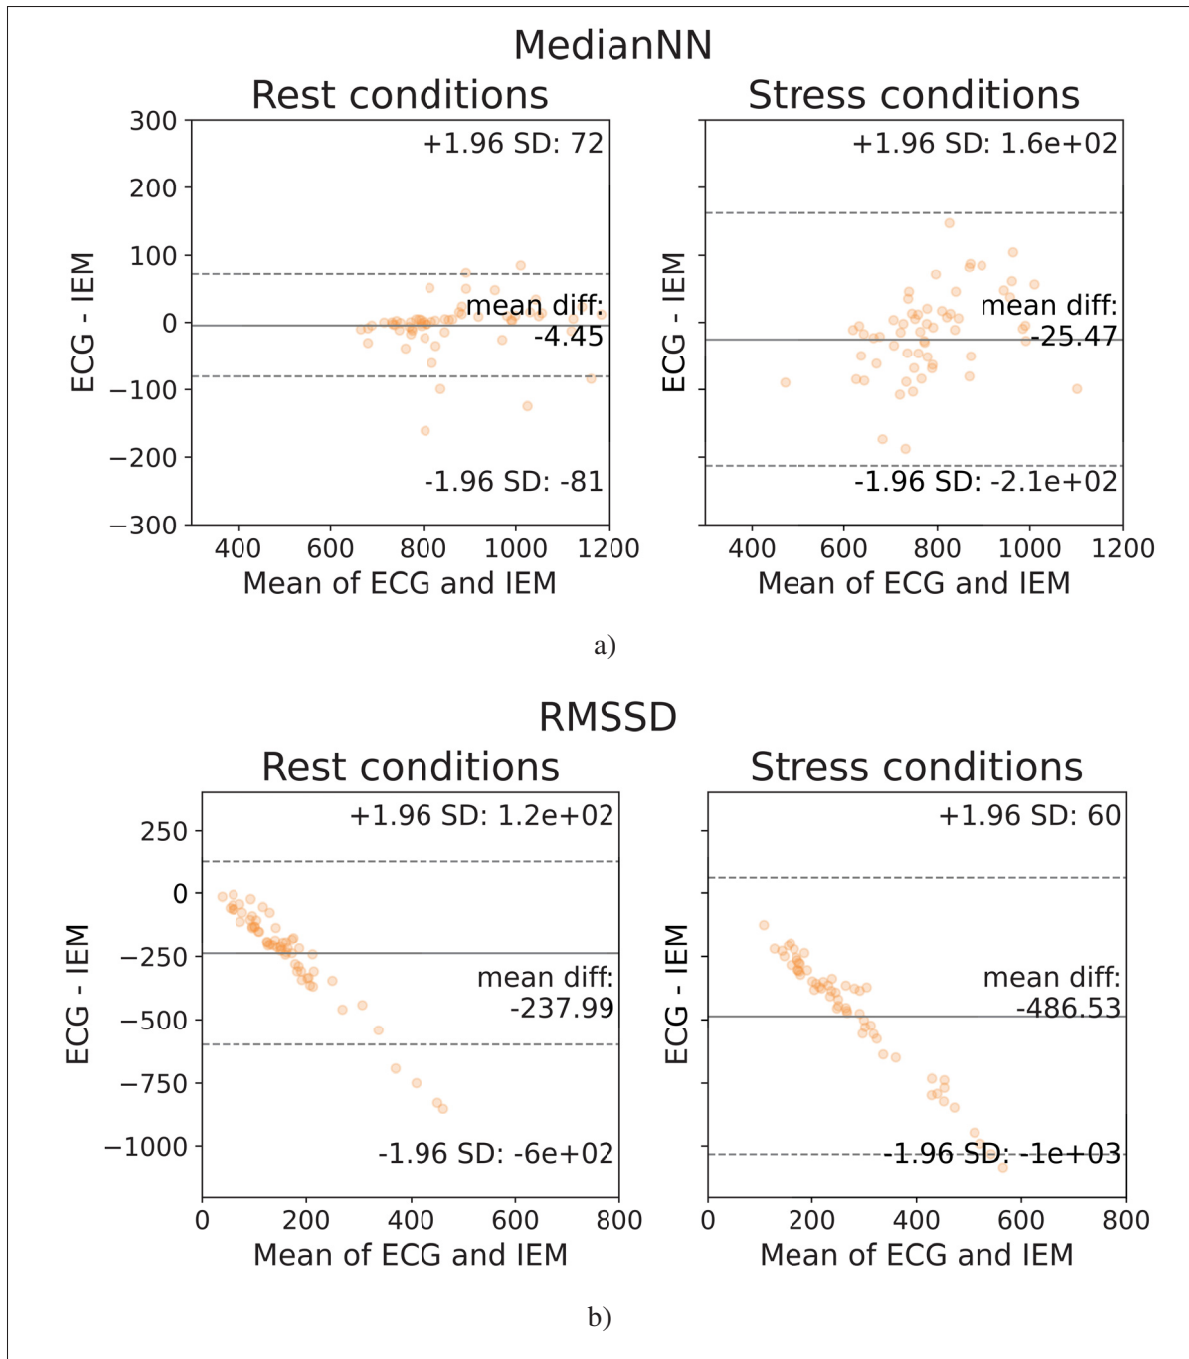 MedianNN
Rest conditions
Stress conditions
300
200
100
0
−100
−200
−300
ECG - IEM
+1.96 SD: 72
mean diff:
-4.45
-1.96 SD: -81
400 600 800 1000 1200
Mean of ECG and IEM
ECG - IEM
+1.96 SD: 1.6e+02
mean diff:
-25.47
-1.96 SD: -2.1e+02
400 600 800 1000 1200
Mean of ECG and IEM
a)
RMSSD
Rest conditions
Stress conditions
250
0
−250
−500
−750
−1000
ECG - IEM
+1.96 SD: 1.2e+02
mean diff:
-237.99
-1.96 SD: -6e+02
0 200 400 600 800
Mean of ECG and IEM
ECG - IEM
+1.96 SD: 60
mean diff:
-486.53
-1.96 SD: -1e+03
0 200 400 600 800
Mean of ECG and IEM
b)